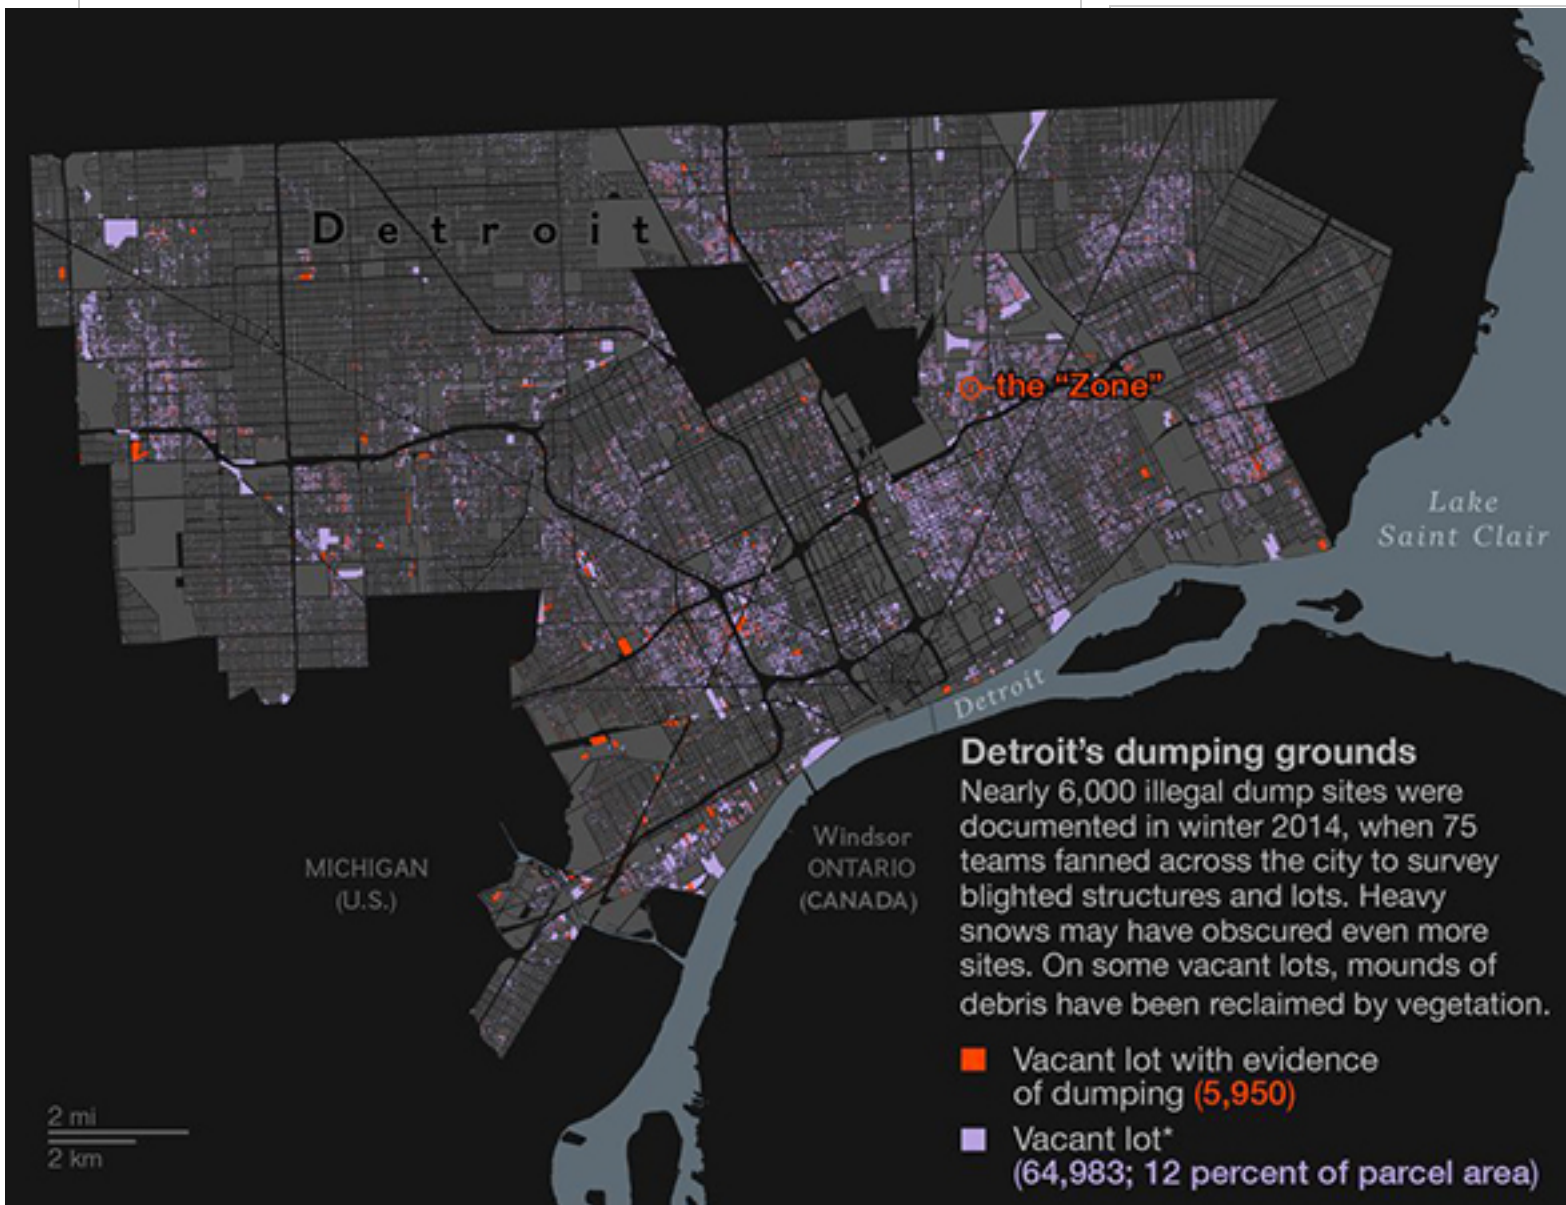 Detroit
the “Zone”
Lake
Saint Clair
Detroit
Detroit’s dumping grounds
Nearly 6,000 illegal dump sites were
documented in winter 2014, when 75
teams fanned across the city to survey
blighted structures and lots. Heavy
snows may have obscured even more
sites. On some vacant lots, mounds of
debris have been reclaimed by vegetation.
Windsor
ONTARIO
(CANADA)
MICHIGAN
(U.S.)
Vacant lot with evidence
of dumping (5,950)
Vacant lot*
(64,983; 12 percent of parcel area)
2 mi
2 km